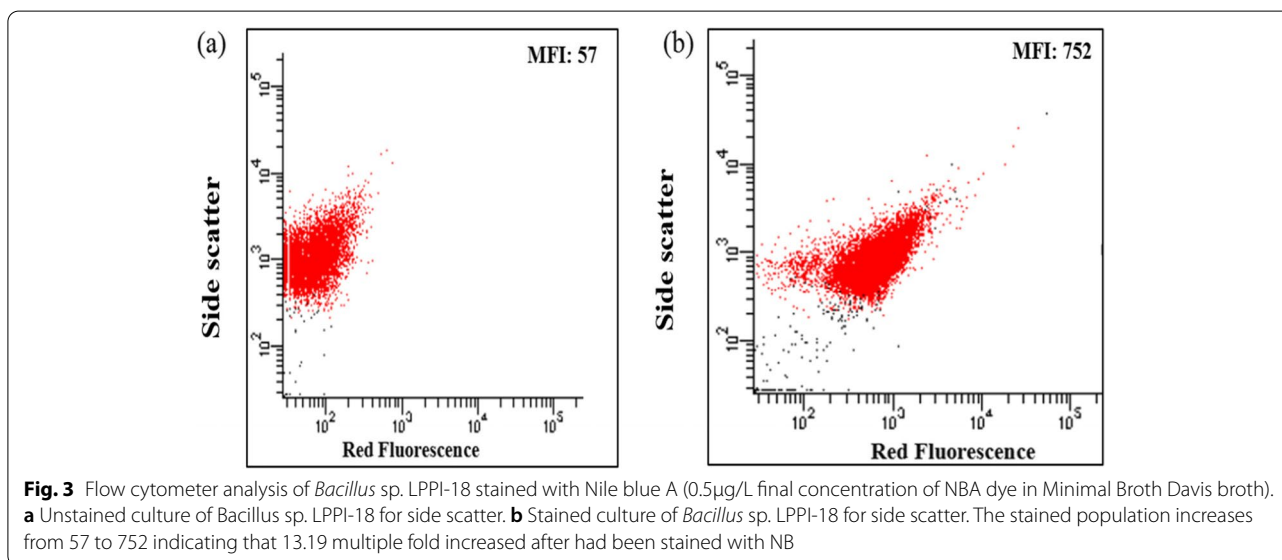 (a)
MFI: 57
10^5
10^4
10^3
10^2
Side scatter
10^2 10^3 10^4 10^5
Red Fluorescence
(b)
MFI: 752
10^5
10^4
10^3
10^2
Side scatter
10^2 10^3 10^4 10^5
Red Fluorescence
Fig. 3 Flow cytometer analysis of Bacillus sp. LPPI-18 stained with Nile blue A (0.5µg/L final concentration of NBA dye in Minimal Broth Davis broth).
a Unstained culture of Bacillus sp. LPPI-18 for side scatter. b Stained culture of Bacillus sp. LPPI-18 for side scatter. The stained population increases
from 57 to 752 indicating that 13.19 multiple fold increased after had been stained with NB